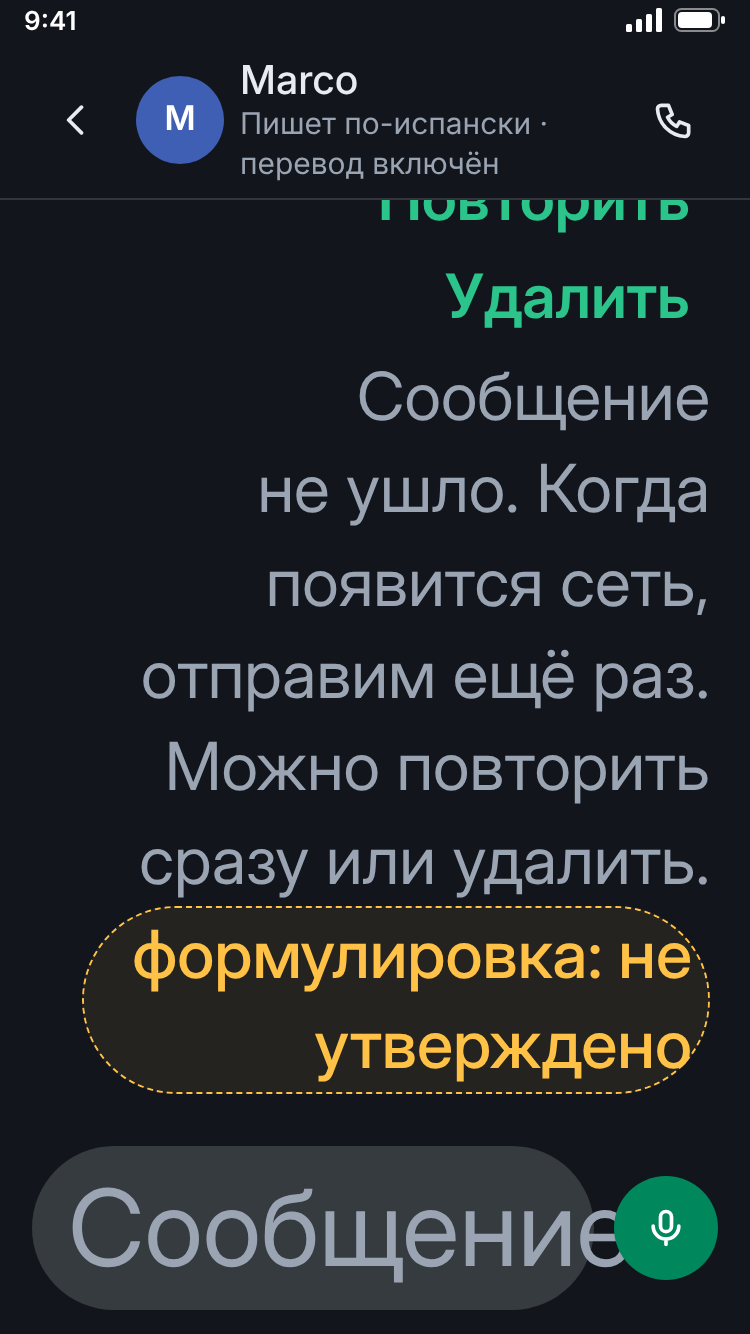 9:41
M
Marco
Пишет по-испански ·
перевод включён
Повторить
Удалить
Сообщение
не ушло. Когда
появится сеть,
отправим ещё раз.
Можно повторить
сразу или удалить.
формулировка: не
утверждено
Сообщение